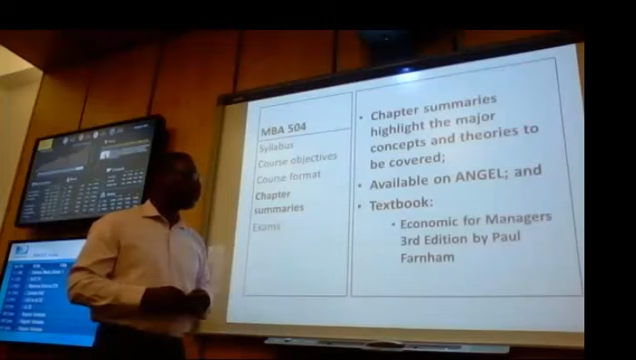 MBA 504
Syllabus
Course objectives
Course format
Chapter
summaries
Exams
• Chapter summaries
highlight the major
concepts and theories to
be covered;
• Available on ANGEL; and
• Textbook:
• Economic for Managers
3rd Edition by Paul
Farnham